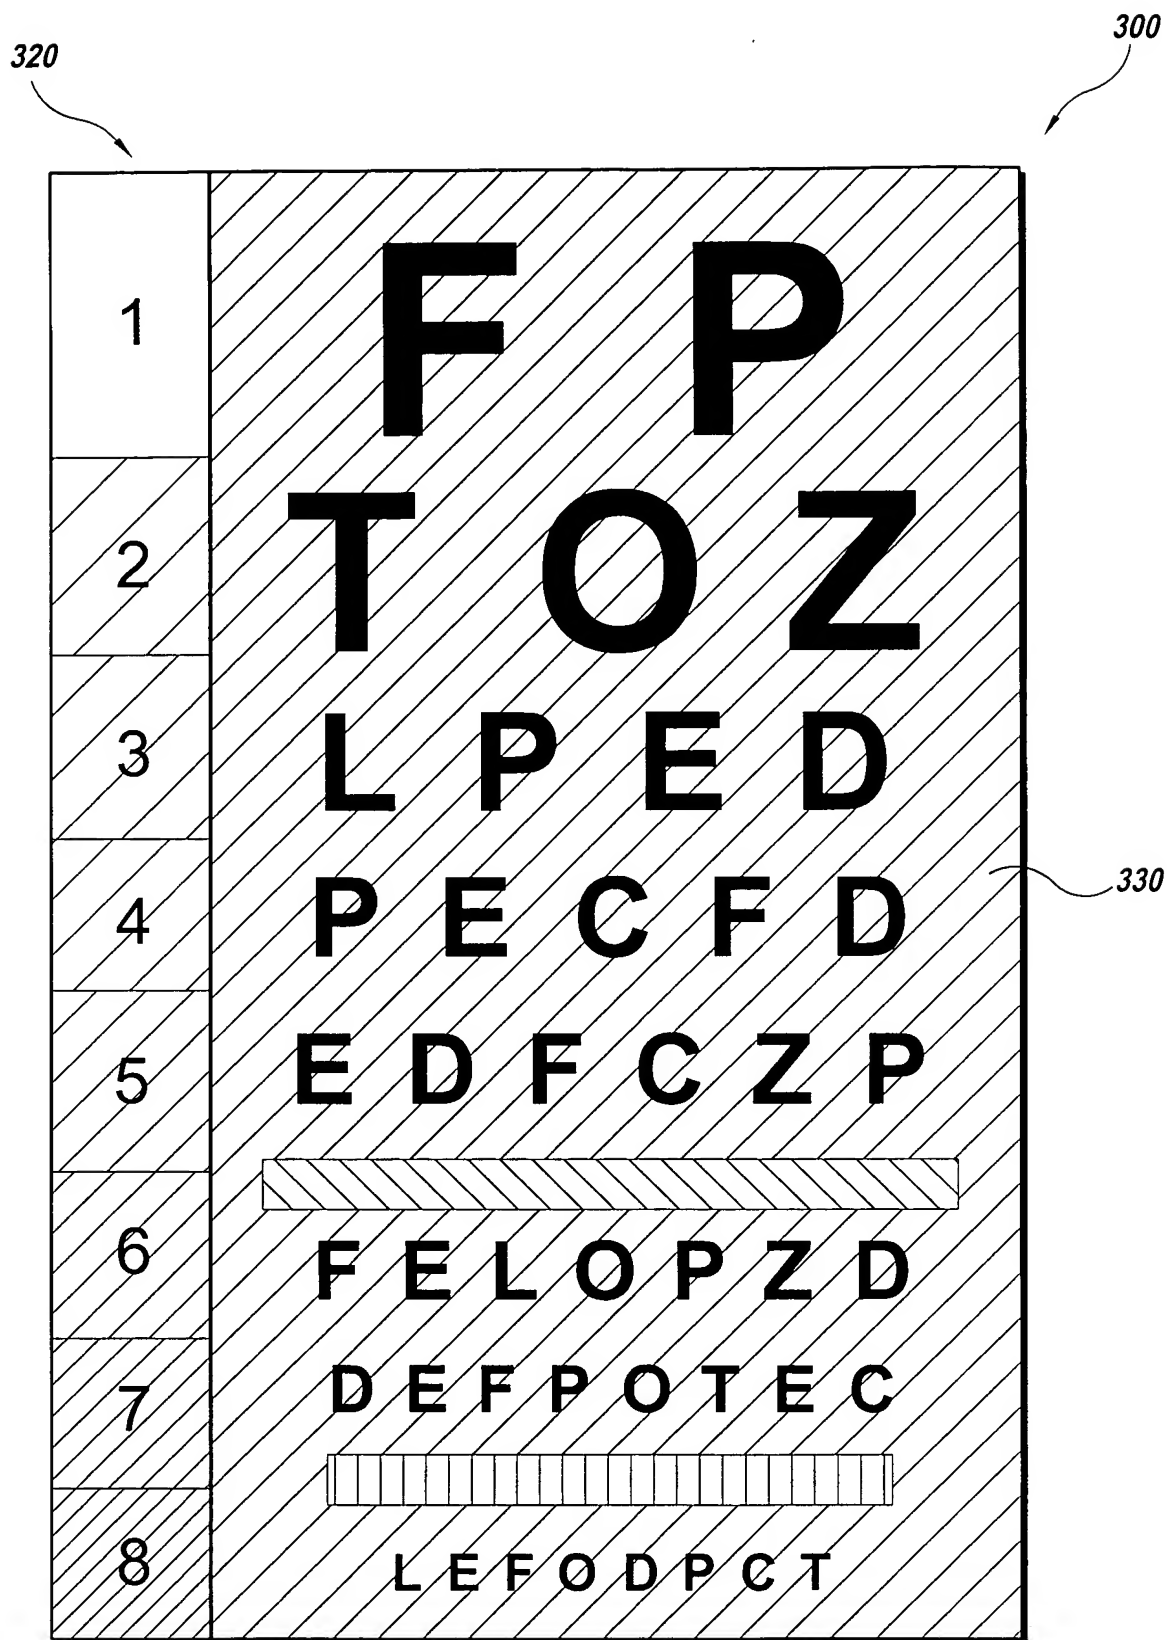 320 300
1 F P
2 T O Z
3 L P E D
4 P E C F D
330
5 E D F C Z P
6 F E L O P Z D
7 D E F P O T E C
8 L E F O D P C T